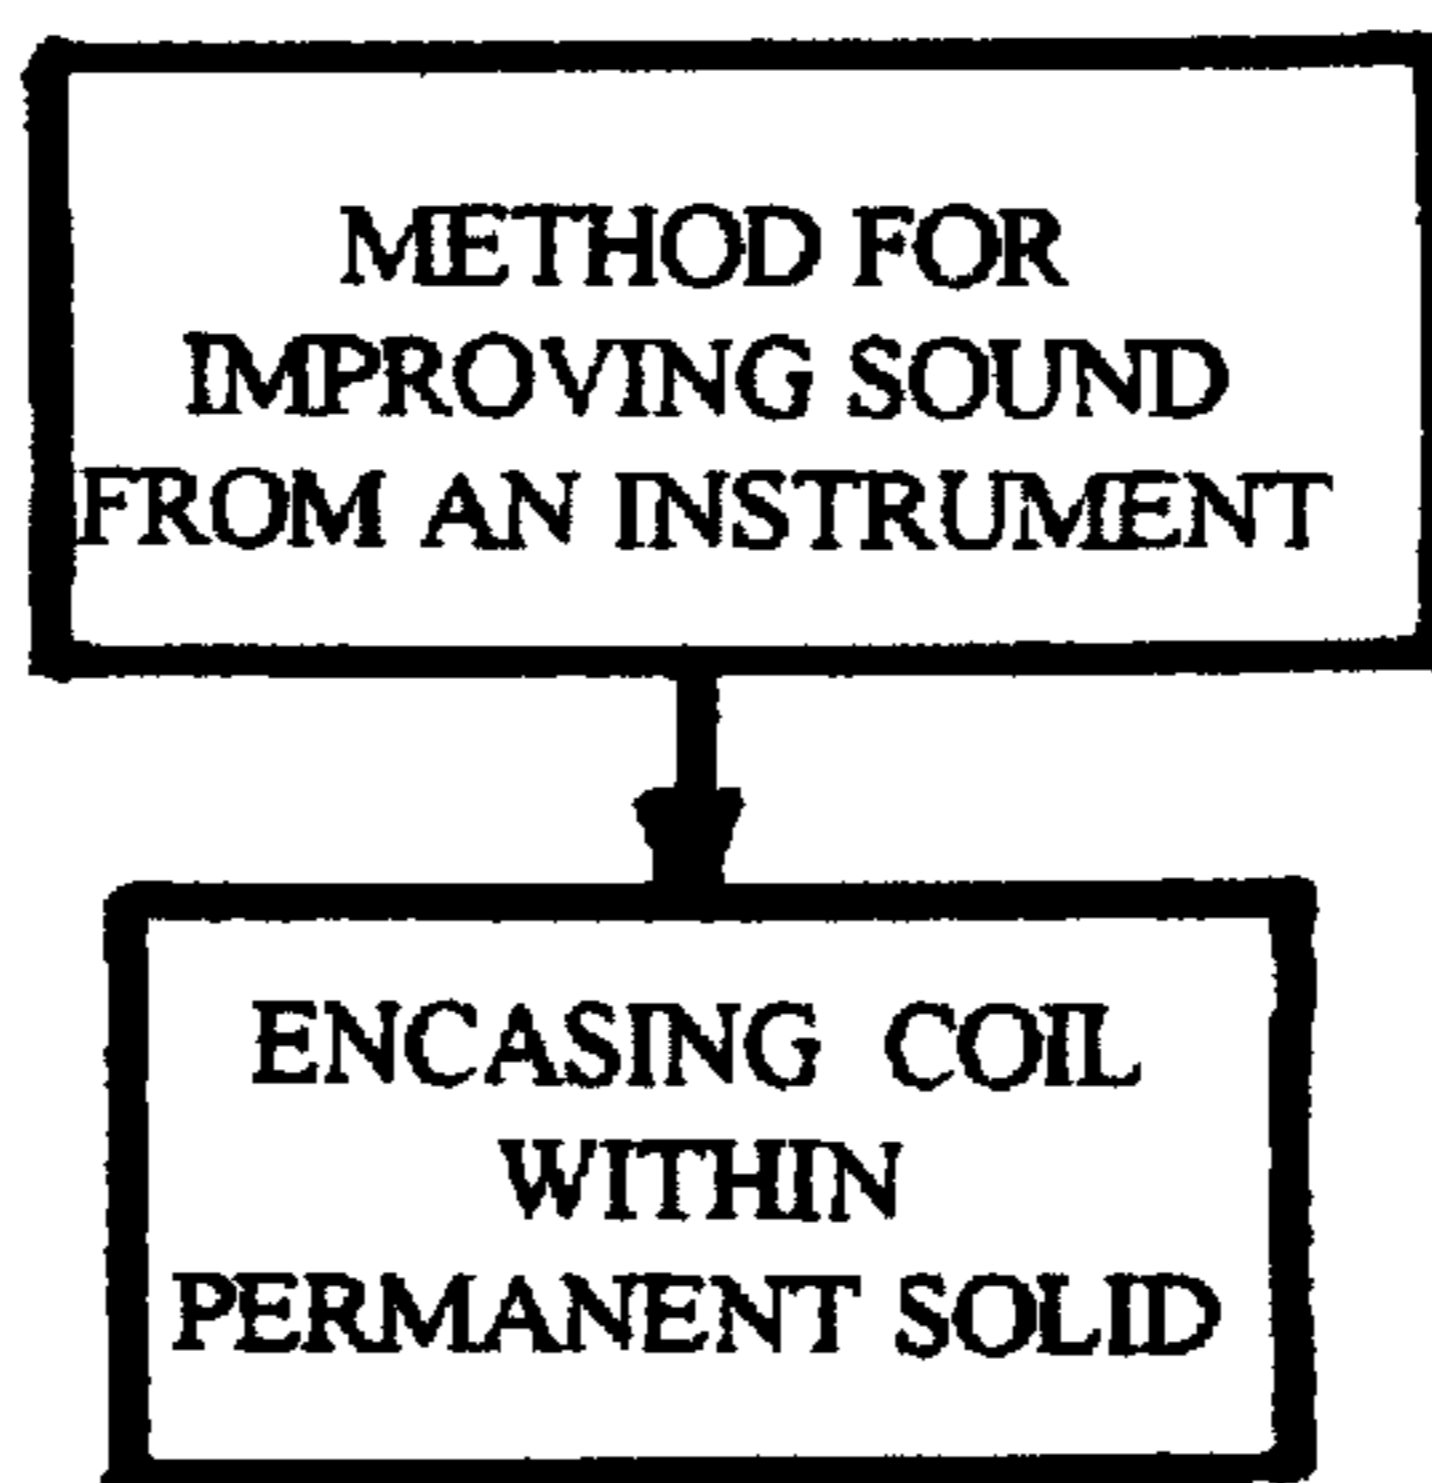 METHOD FOR
IMPROVING SOUND
FROM AN INSTRUMENT
ENCASING COIL
WITHIN
PERMANENT SOLID